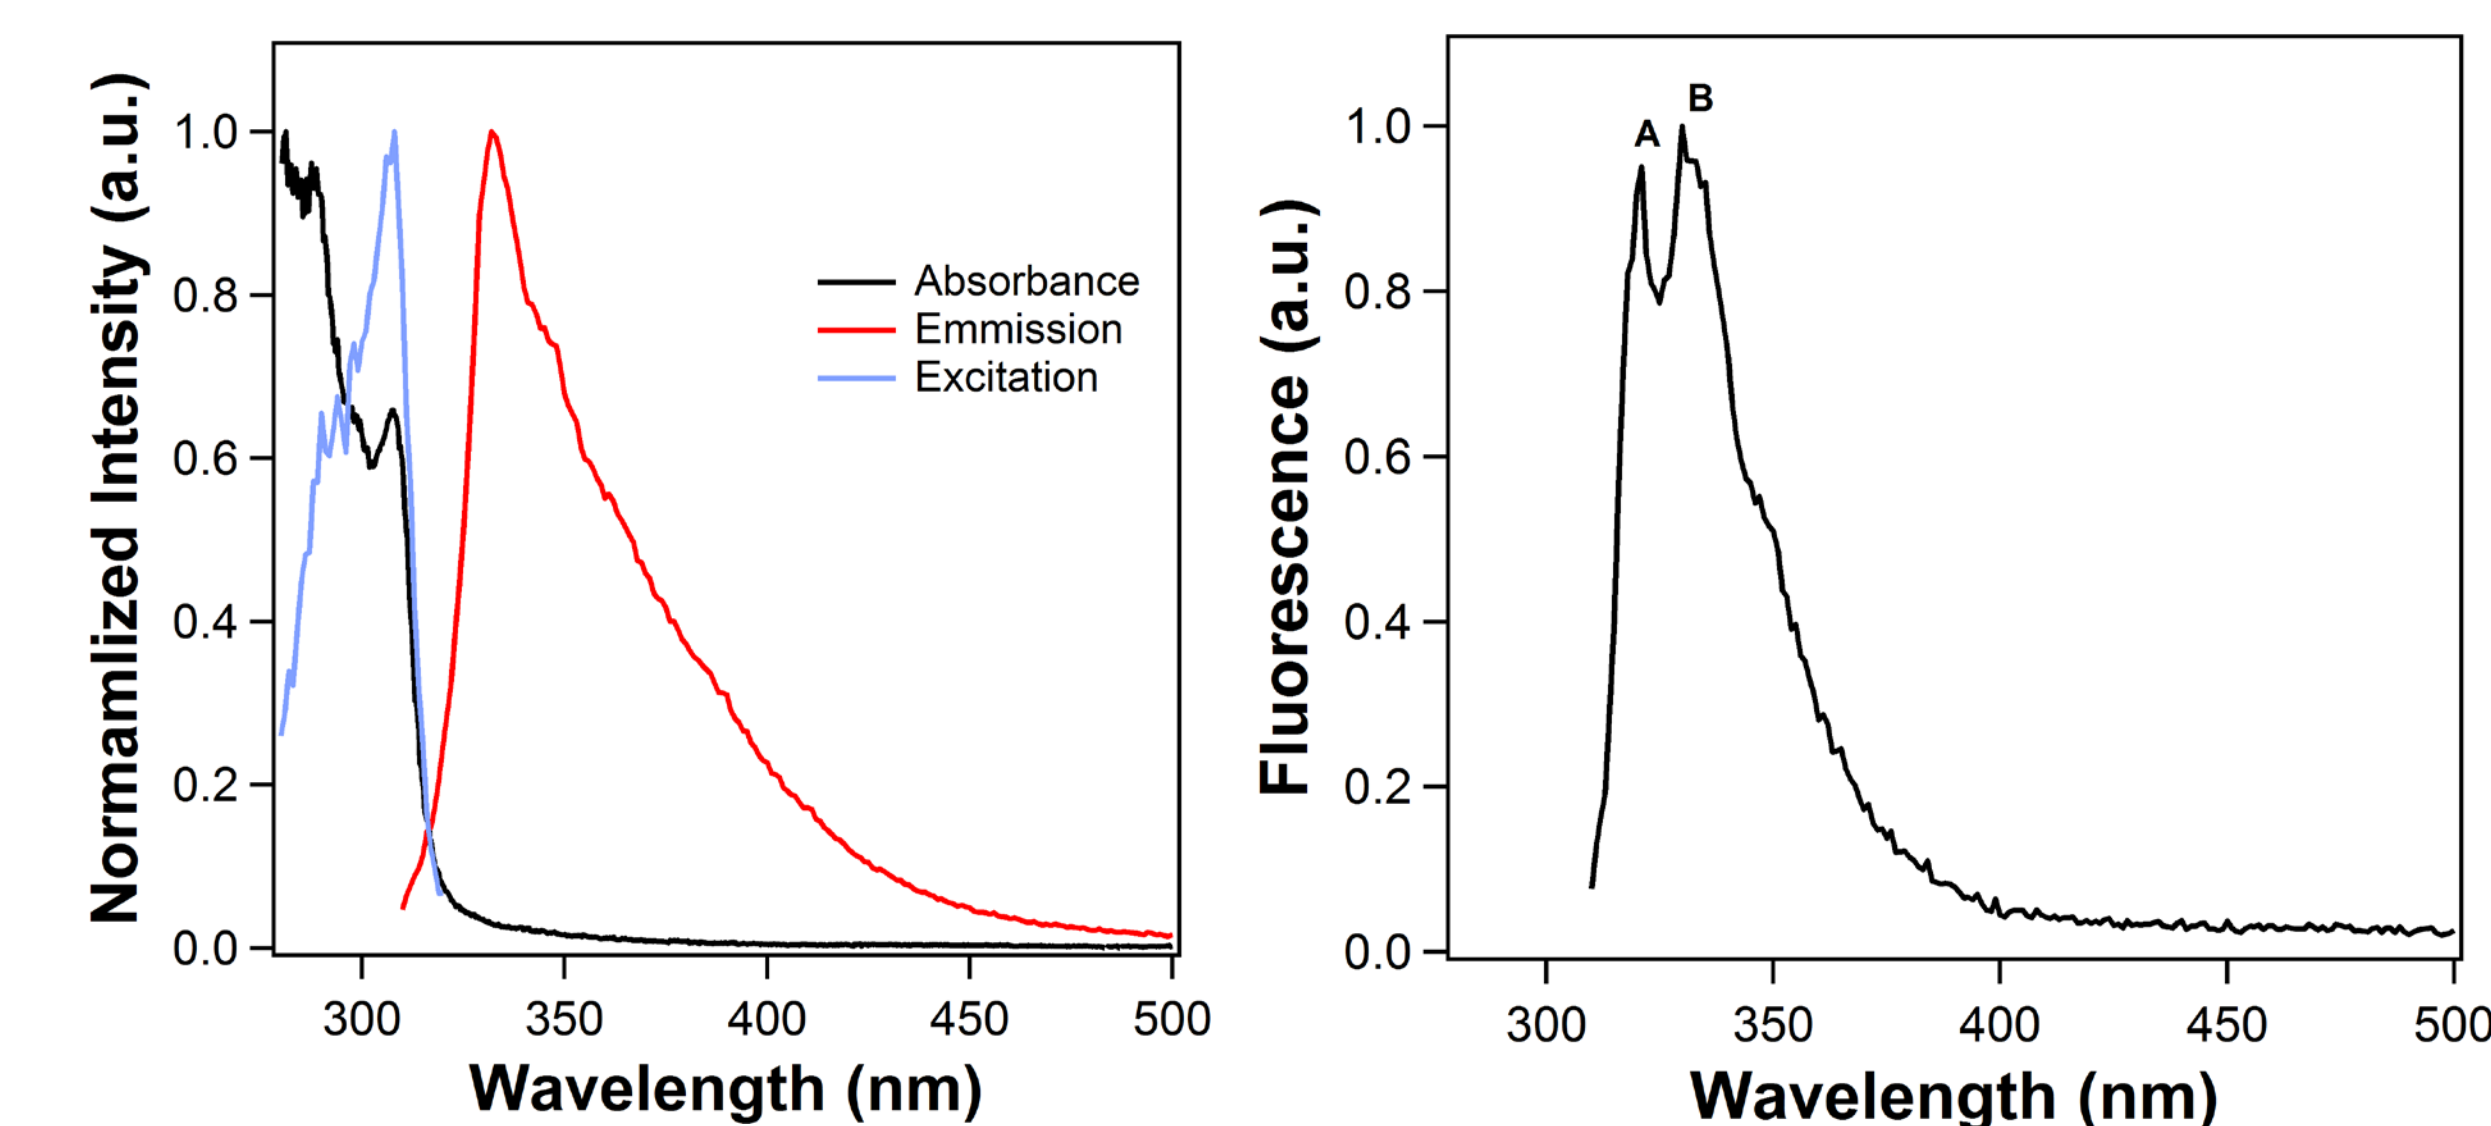 Normamlized Intensity (a.u.)
1.0
0.8
0.6
0.4
0.2
0.0
Absorbance
Emmission
Excitation
300 350 400 450 500
Wavelength (nm)
Fluorescence (a.u.)
1.0
0.8
0.6
0.4
0.2
0.0
A
B
300 350 400 450 500
Wavelength (nm)